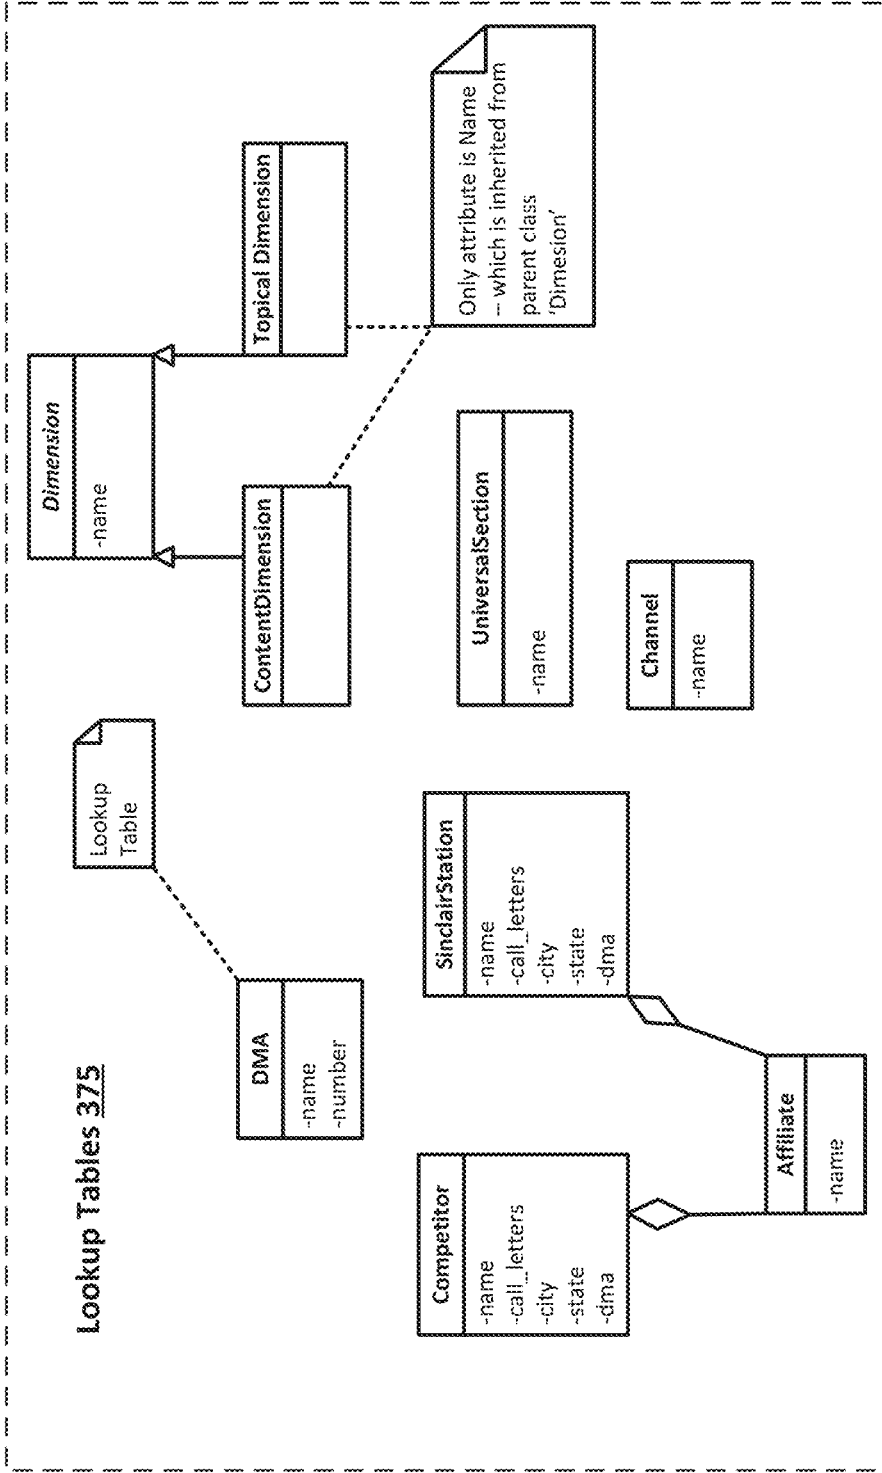 Lookup Tables 375
Lookup
Table
Dimension
-name
DMA
-name
-number
ContentDimension
Topical Dimension
Competitor
-name
-call_letters
-city
-state
-dma
SinclairStation
-name
-call_letters
-city
-state
-dma
UniversalSection
-name
Only attribute is Name
– which is inherited from
parent class
‘Dimesion’
Channel
-name
Affiliate
-name